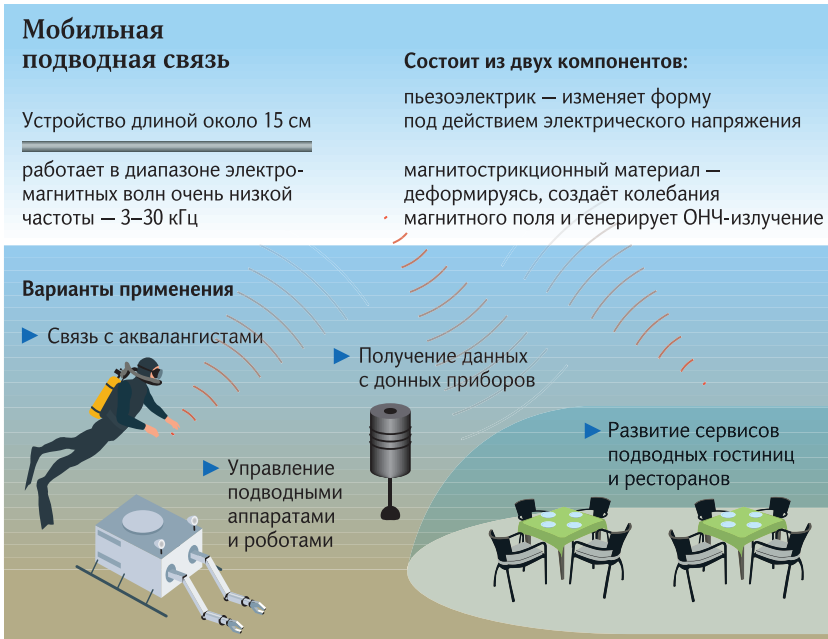 Мобильная
подводная связь
Устройство длиной около 15 см
работает в диапазоне электро-
магнитных волн очень низкой
частоты — 3–30 кГц
Состоит из двух компонентов:
пьезоэлектрик — изменяет форму
под действием электрического напряжения
магнитострикционный материал —
деформируясь, создаёт колебания
магнитного поля и генерирует ОНЧ-излучение
Варианты применения
Связь с аквалангистами
Получение данных
с донных приборов
Управление
подводными
аппаратами
и роботами
Развитие сервисов
подводных гостиниц
и ресторанов